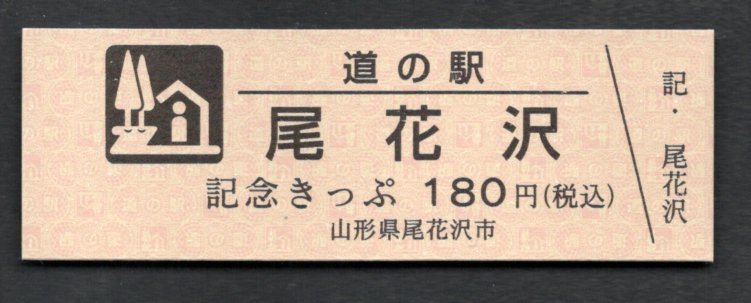 道の駅
尾花沢
記念きっぷ 180円(税込)
山形県尾花沢市
記・尾花沢